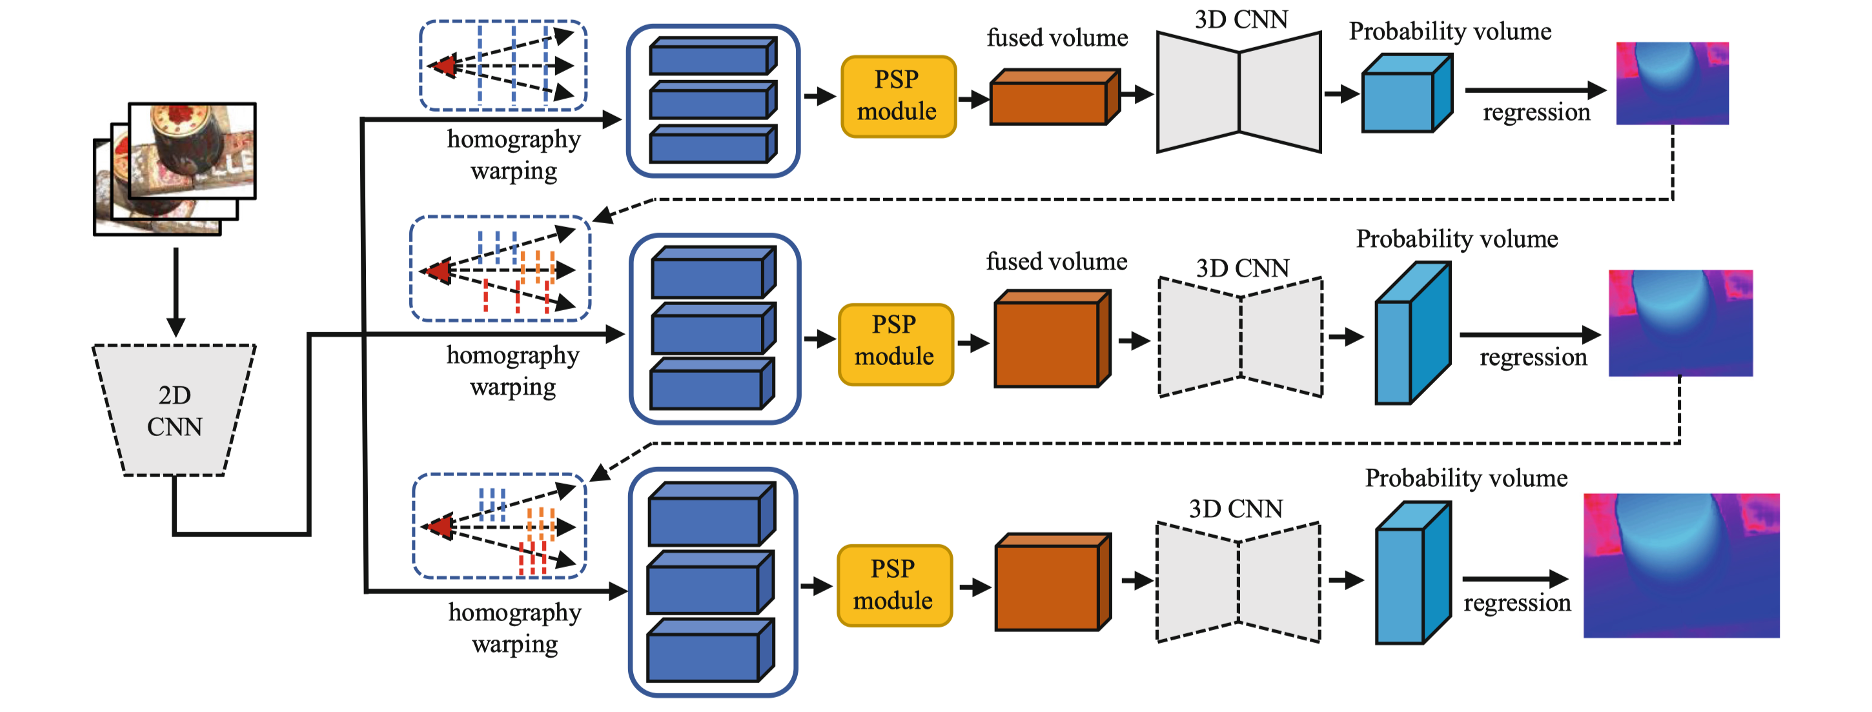 3D CNN
fused volume
Probability volume
PSP
module
homography
warping
regression
LE
3D CNN
fused volume
Probability volume
PSP
module
homography
warping
regression
2D
CNN
3D CNN
Probability volume
PSP
module
homography
warping
regression